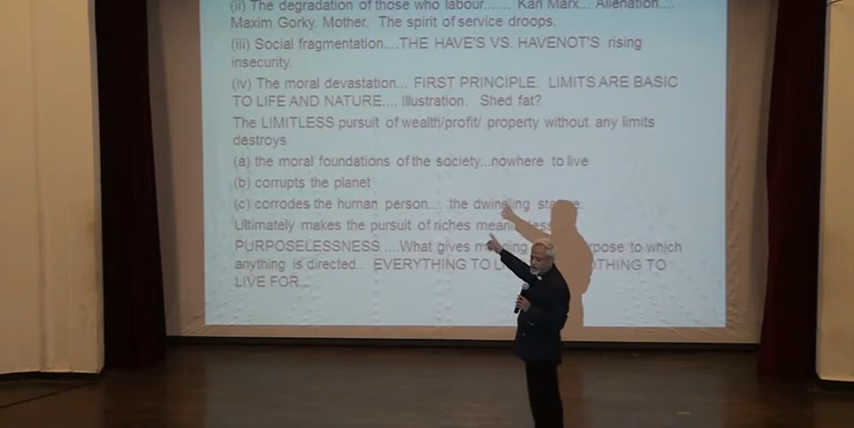 (ii) The degradation of those who labour....... Karl Marx... Alienation....
Maxim Gorky. Mother. The spirit of service droops.
(iii) Social fragmentation....THE HAVE'S VS. HAVENOT'S rising
insecurity.
(iv) The moral devastation... FIRST PRINCIPLE. LIMITS ARE BASIC
TO LIFE AND NATURE.... Illustration. Shed fat?
The LIMITLESS pursuit of wealth/profit/ property without any limits
destroys
(a) the moral foundations of the society...nowhere to live
(b) corrupts the planet
(c) corrodes the human person.... the dwindling
Ultimately makes the pursuit of riches
PURPOSELESSNESS ....What gives to which
anything is directed.. EVERYTHING TO TO
LIVE FOR...